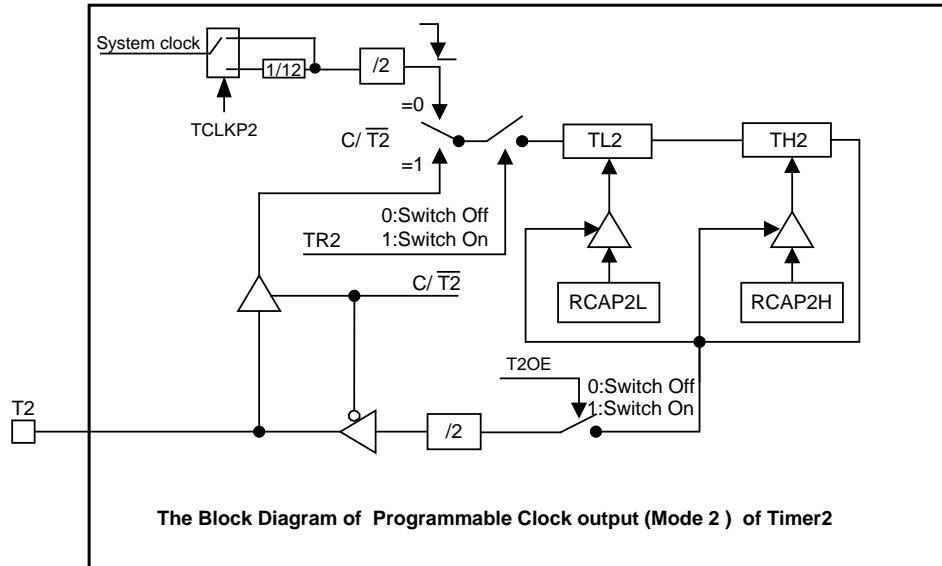 System clock
1/12
/2
TCLKP2
=0
C/ T2
=1
TL2
TH2
0:Switch Off
TR2
1:Switch On
C/ T2
RCAP2L
RCAP2H
T2OE
0:Switch Off
1:Switch On
T2
/2
The Block Diagram of Programmable Clock output (Mode 2 ) of Timer2